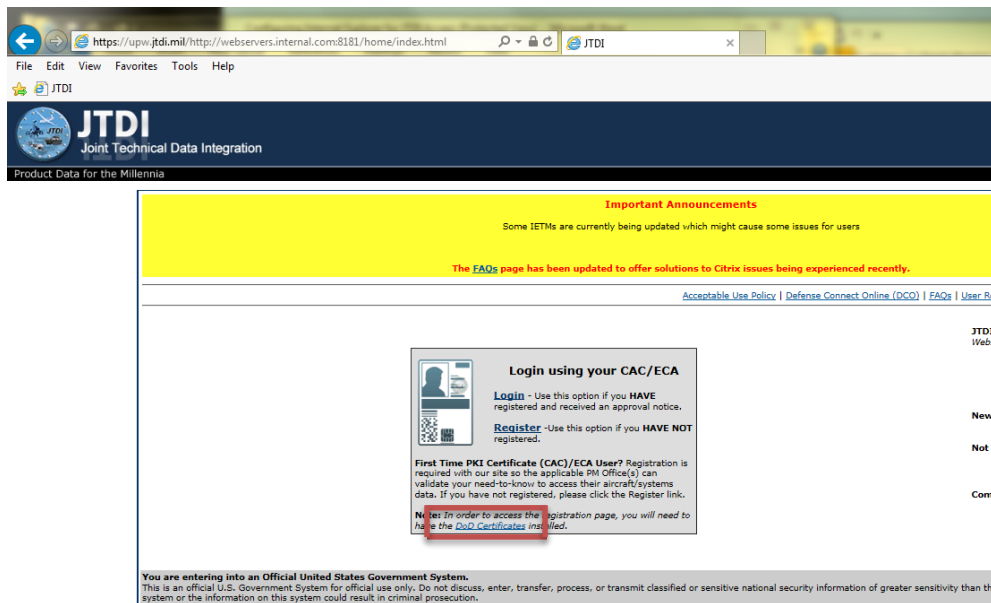 https://upw.jtdi.mil/http://webservers.internal.com:8181/home/index.html
JTDI
File Edit View Favorites Tools Help
JTDI
JTDI
JTDI
Joint Technical Data Integration
Product Data for the Millennia
Important Announcements
Some IETMs are currently being updated which might cause some issues for users
The FAQs page has been updated to offer solutions to Citrix issues being experienced recently.
Acceptable Use Policy | Defense Connect Online (DCO) | FAQs | User R
JTDI
Web
Login using your CAC/ECA
Login - Use this option if you HAVE
registered and received an approval notice.
Register -Use this option if you HAVE NOT
registered.
New
Not
First Time PKI Certificate (CAC)/ECA User? Registration is
required with our site so the applicable PM Office(s) can
validate your need-to-know to access their aircraft/systems
data. If you have not registered, please click the Register link.
Com
Note: In order to access the registration page, you will need to
have the DoD Certificates installed.
You are entering into an Official United States Government System.
This is an official U.S. Government System for official use only. Do not discuss, enter, transfer, process, or transmit classified or sensitive national security information of greater sensitivity than th
system or the information on this system could result in criminal prosecution.